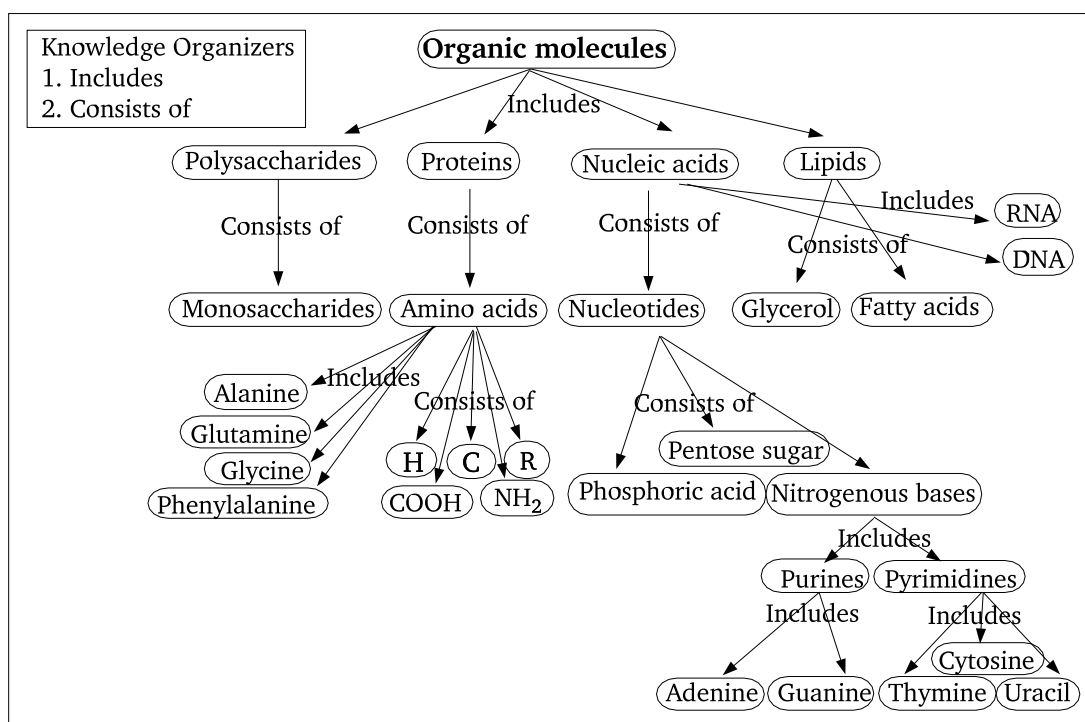 Knowledge Organizers
1. Includes
2. Consists of
Organic molecules
Includes
Polysaccharides
Proteins
Nucleic acids
Lipids
Includes
RNA
Consists of
Consists of
Consists of
Consists of
DNA
Monosaccharides
Amino acids
Nucleotides
Glycerol
Fatty acids
Includes
Alanine
Glutamine
Glycine
Phenylalanine
Consists of
H
C
R
COOH
NH₂
Consists of
Pentose sugar
Phosphoric acid
Nitrogenous bases
Includes
Purines
Pyrimidines
Includes
Includes
Cytosine
Adenine
Guanine
Thymine
Uracil